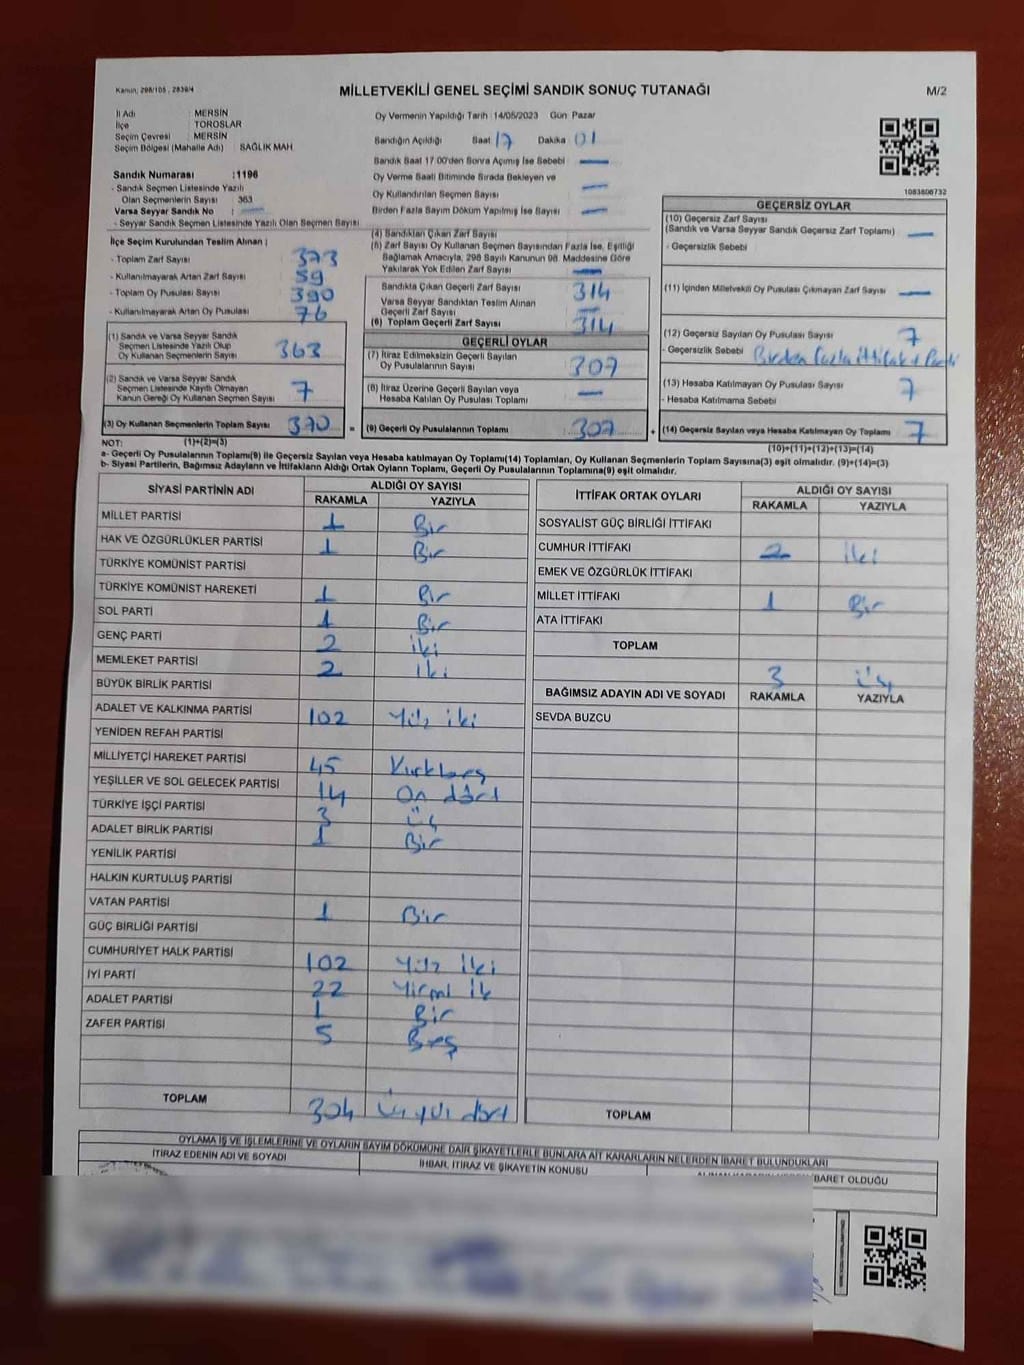 Kanun, 298/105 , 2839/4
MİLLETVEKİLİ GENEL SEÇİMİ SANDIK SONUÇ TUTANAĞI
M/2
İl Adı : MERSİN
İlçe : TOROSLAR
Seçim Çevresi : MERSİN
Seçim Bölgesi (Mahalle Adı) : SAĞLIK MAH
Oy Vermenin Yapıldığı Tarih : 14/05/2023 Gün Pazar
Sandığın Açıldığı Saat 17 Dakika 01
Sandık Saat 17.00'den Sonra Açımış İse Sebebi —
Oy Verme Saati Bitiminde Sırada Bekleyen ve
Oy Kullandırılan Seçmen Sayısı —
Birden Fazla Sayım Döküm Yapılmış İse Sayısı —
1083806732
Sandık Numarası :1196
- Sandık Seçmen Listesinde Yazılı
Olan Seçmenlerin Sayısı 363
Varsa Seyyar Sandık No : —
- Seyyar Sandık Seçmen Listesinde Yazılı Olan Seçmen Sayısı
İlçe Seçim Kurulundan Teslim Alınan ;
- Toplam Zarf Sayısı 373
- Kullanılmayarak Artan Zarf Sayısı 59
- Toplam Oy Pusulası Sayısı 390
- Kullanılmayarak Artan Oy Pusulası 76
(1) Sandık ve Varsa Seyyar Sandık
Seçmen Listesinde Yazılı Olup
Oy Kullanan Seçmenlerin Sayısı 363
(2) Sandık ve Varsa Seyyar Sandık
Seçmen Listesinde Kayıtlı Olmayan
Kanun Gereği Oy Kullanan Seçmen Sayısı 7
(3) Oy Kullanan Seçmenlerin Toplam Sayısı 370 =
(4) Sandıktan Çıkan Zarf Sayısı
(5) Zarf Sayısı Oy Kullanan Seçmen Sayısından Fazla İse, Eşitliği
Bağlamak Amacıyla, 298 Sayılı Kanunun 98. Maddesine Göre
Yakılarak Yok Edilen Zarf Sayısı —
Sandıkta Çıkan Geçerli Zarf Sayısı 314
Varsa Seyyar Sandıktan Teslim Alınan
Geçerli Zarf Sayısı —
(6) Toplam Geçerli Zarf Sayısı 314
GEÇERLİ OYLAR
(7) İtiraz Edilmeksizin Geçerli Sayılan
Oy Pusulalarının Sayısı 307
(8) İtiraz Üzerine Geçerli Sayılan veya
Hesaba Katılan Oy Pusulası Toplamı —
(9) Geçerli Oy Pusulalarının Toplamı 307 +
GEÇERSİZ OYLAR
(10) Geçersiz Zarf Sayısı
(Sandık ve Varsa Seyyar Sandık Geçersiz Zarf Toplamı) —
- Geçersizlik Sebebi
(11) İçinden Milletvekili Oy Pusulası Çıkmayan Zarf Sayısı —
(12) Geçersiz Sayılan Oy Pusulası Sayısı 7
- Geçersizlik Sebebi Birden fazla İttifak + Parti
(13) Hesaba Katılmayan Oy Pusulası Sayısı 7
- Hesaba Katılmama Sebebi
(14) Geçersiz Sayılan veya Hesaba Katılmayan Oy Toplamı 7
NOT: (1)+(2)=(3)
(10)+(11)+(12)+(13)=(14)
a- Geçerli Oy Pusulalarının Toplamı(9) ile Geçersiz Sayılan veya Hesaba katılmayan Oy Toplamı(14) Toplamları, Oy Kullanan Seçmenlerin Toplam Sayısına(3) eşit olmalıdır. (9)+(14)=(3)
b- Siyasi Partilerin, Bağımsız Adayların ve İttifakların Aldığı Ortak Oyların Toplamı, Geçerli Oy Pusulalarının Toplamına(9) eşit olmalıdır.
SİYASİ PARTİNİN ADI ALDIĞI OY SAYISI
RAKAMLA YAZIYLA
MİLLET PARTİSİ 1 Bir
HAK VE ÖZGÜRLÜKLER PARTİSİ 1 Bir
TÜRKİYE KOMÜNİST PARTİSİ
TÜRKİYE KOMÜNİST HAREKETİ 1 Bir
SOL PARTİ 1 Bir
GENÇ PARTİ 2 iki
MEMLEKET PARTİSİ 2 İki
BÜYÜK BİRLİK PARTİSİ
ADALET VE KALKINMA PARTİSİ 102 Yüz iki
YENİDEN REFAH PARTİSİ
MİLLİYETÇİ HAREKET PARTİSİ 45 Kırkbeş
YEŞİLLER VE SOL GELECEK PARTİSİ 14 On dört
TÜRKİYE İŞÇİ PARTİSİ 3 Üç
ADALET BİRLİK PARTİSİ 1 Bir
YENİLİK PARTİSİ
HALKIN KURTULUŞ PARTİSİ
VATAN PARTİSİ 1 Bir
GÜÇ BİRLİĞİ PARTİSİ
CUMHURİYET HALK PARTİSİ 102 Yüz İki
İYİ PARTİ 22 Yirmi İk
ADALET PARTİSİ 1 Bir
ZAFER PARTİSİ 5 Beş
TOPLAM 304 Üç yüz dört
İTTİFAK ORTAK OYLARI ALDIĞI OY SAYISI
RAKAMLA YAZIYLA
SOSYALİST GÜÇ BİRLİĞİ İTTİFAKI
CUMHUR İTTİFAKI 2 İki
EMEK VE ÖZGÜRLÜK İTTİFAKI
MİLLET İTTİFAKI 1 Bir
ATA İTTİFAKI
TOPLAM 3 Üç
BAĞIMSIZ ADAYIN ADI VE SOYADI RAKAMLA YAZIYLA
SEVDA BUZCU
TOPLAM
OYLAMA İŞ VE İŞLEMLERİNE VE OYLARIN SAYIM DÖKÜMÜNE DAİR ŞİKAYETLERLE BUNLARA AİT KARARLARIN NELERDEN İBARET BULUNDUKLARI
İTİRAZ EDENİN ADI VE SOYADI
İHBAR, İTİRAZ VE ŞİKAYETİN KONUSU
BARET OLDUĞU